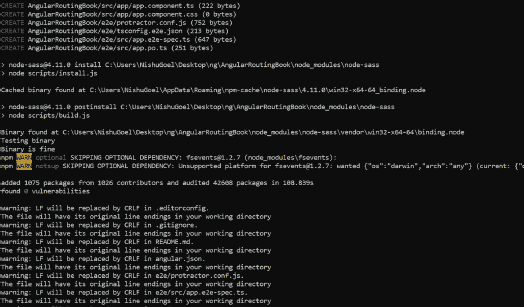 CREATE AngularRoutingBook/src/app/app.component.ts (222 bytes)
CREATE AngularRoutingBook/src/app/app.component.css (0 bytes)
CREATE AngularRoutingBook/e2e/protractor.conf.js (752 bytes)
CREATE AngularRoutingBook/e2e/tsconfig.e2e.json (213 bytes)
CREATE AngularRoutingBook/e2e/src/app.e2e-spec.ts (647 bytes)
CREATE AngularRoutingBook/e2e/src/app.po.ts (251 bytes)
> node-sass@4.11.0 install C:\Users\NishuGoel\Desktop\ng\AngularRoutingBook\node_modules\node-sass
> node scripts/install.js
Cached binary found at C:\Users\NishuGoel\AppData\Roaming\npm-cache\node-sass\4.11.0\win32-x64-64_binding.node
> node-sass@4.11.0 postinstall C:\Users\NishuGoel\Desktop\ng\AngularRoutingBook\node_modules\node-sass
> node scripts/build.js
Binary found at C:\Users\NishuGoel\Desktop\ng\AngularRoutingBook\node_modules\node-sass\vendor\win32-x64-64\binding.node
Testing binary
Binary is fine
npm WARN optional SKIPPING OPTIONAL DEPENDENCY: fsevents@1.2.7 (node_modules\fsevents):
npm WARN notsup SKIPPING OPTIONAL DEPENDENCY: Unsupported platform for fsevents@1.2.7: wanted {"os":"darwin","arch":"any"} (current: {"o
added 1075 packages from 1026 contributors and audited 42608 packages in 108.839s
found 0 vulnerabilities
warning: LF will be replaced by CRLF in .editorconfig.
The file will have its original line endings in your working directory
warning: LF will be replaced by CRLF in .gitignore.
The file will have its original line endings in your working directory
warning: LF will be replaced by CRLF in README.md.
The file will have its original line endings in your working directory
warning: LF will be replaced by CRLF in angular.json.
The file will have its original line endings in your working directory
warning: LF will be replaced by CRLF in e2e/protractor.conf.js.
The file will have its original line endings in your working directory
warning: LF will be replaced by CRLF in e2e/src/app.e2e-spec.ts.
The file will have its original line endings in your working directory